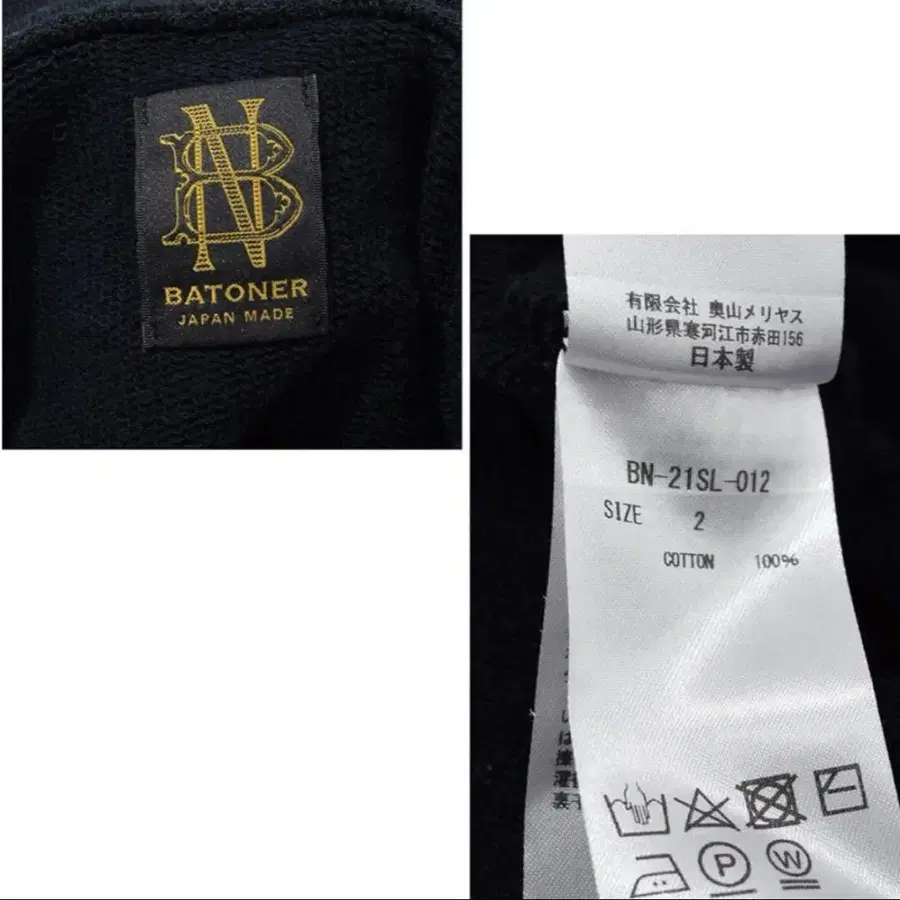 NB
BATONER
JAPAN MADE
有限会社 奥山メリヤス
山形県寒河江市赤田156
日本製
BN-21SL-012
SIZE 2
COTTON 100%
P
W